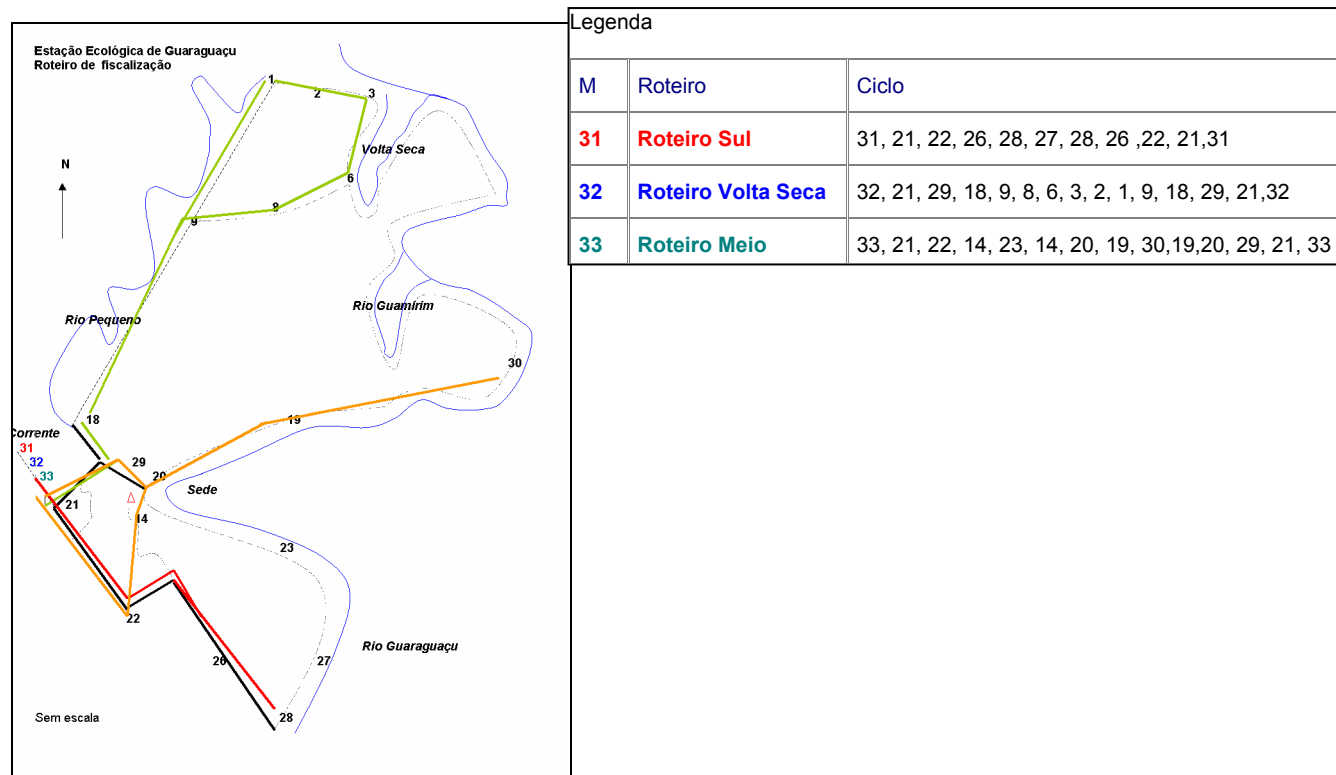 Estação Ecológica de Guaraguaçu
Roteiro de fiscalização
1
2
3
N
Volta Seca
6
8
9
Rio Guamirim
Rio Pequeno
30
18
19
Corrente
31
32
33
29
20
Sede
21
14
23
22
Rio Guaraguaçu
26
27
28
Sem escala
Legenda
M Roteiro Ciclo
31 Roteiro Sul 31, 21, 22, 26, 28, 27, 28, 26 ,22, 21,31
32 Roteiro Volta Seca 32, 21, 29, 18, 9, 8, 6, 3, 2, 1, 9, 18, 29, 21,32
33 Roteiro Meio 33, 21, 22, 14, 23, 14, 20, 19, 30,19,20, 29, 21, 33